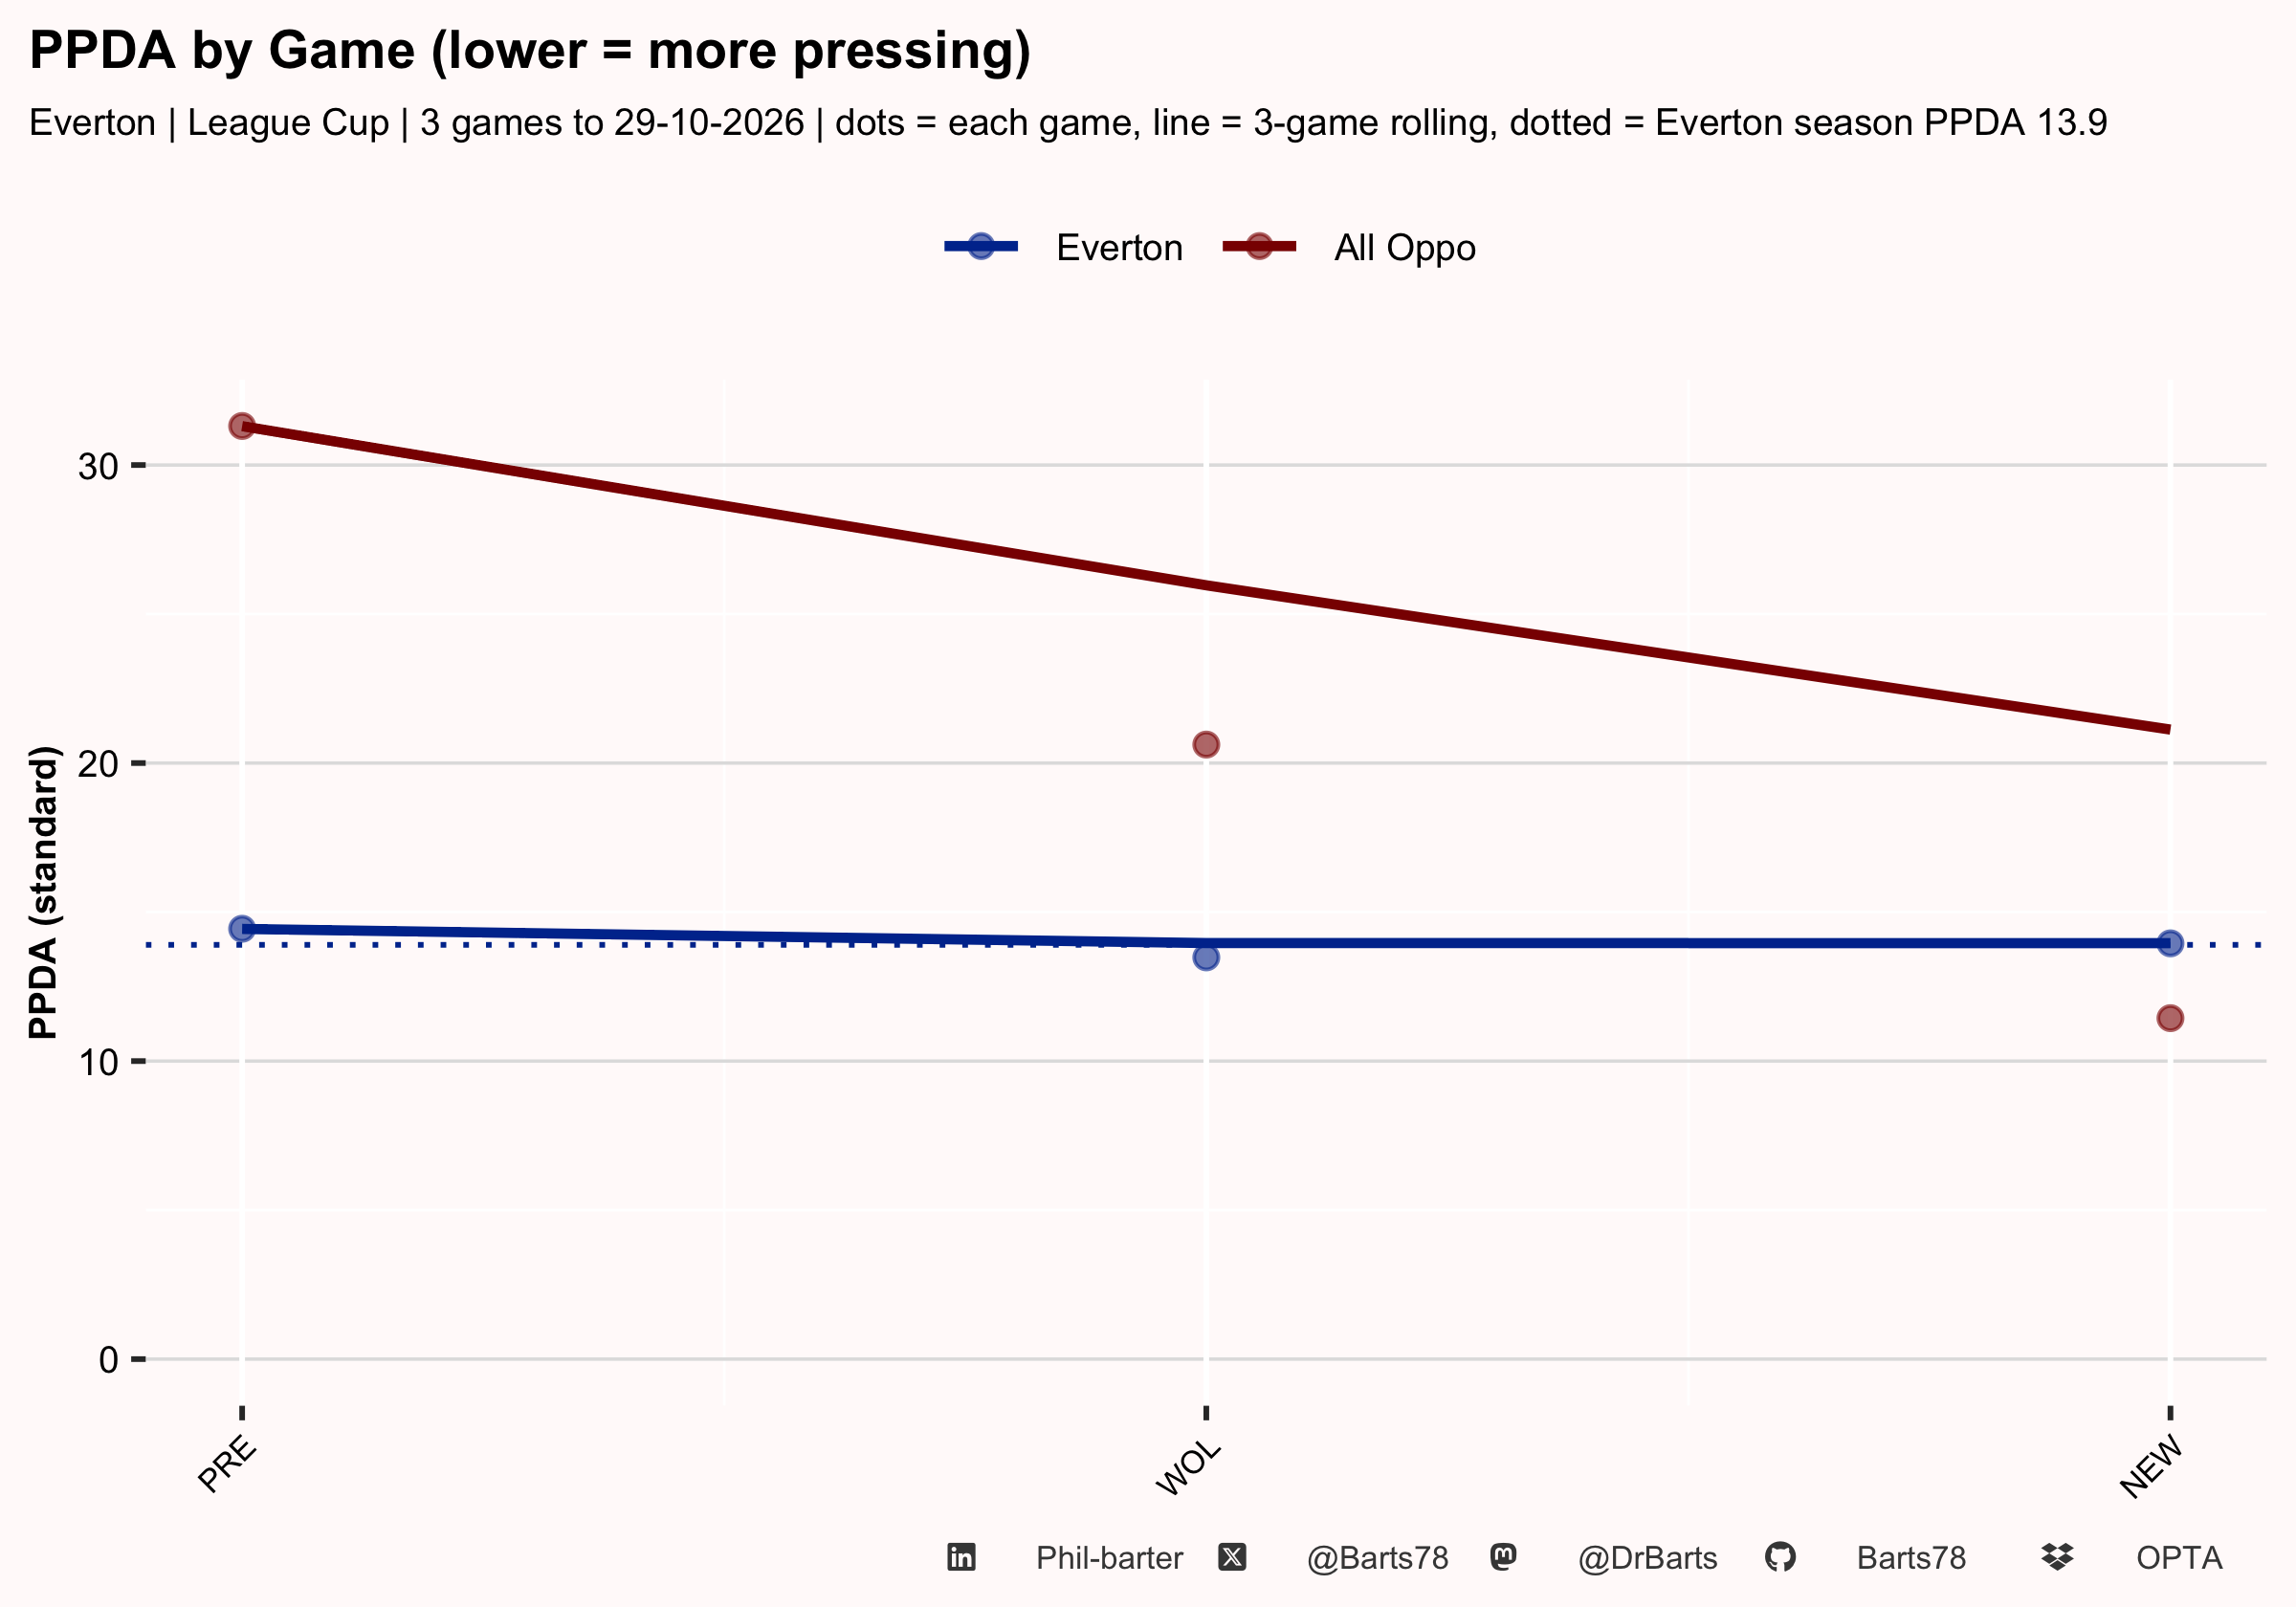 PPDA by Game (lower = more pressing)
Everton | League Cup | 3 games to 29-10-2026 | dots = each game, line = 3-game rolling, dotted = Everton season PPDA 13.9
Everton All Oppo
PPDA (standard)
30
20
10
0
PRE WOL NEW
Phil-barter @Barts78 @DrBarts Barts78 OPTA